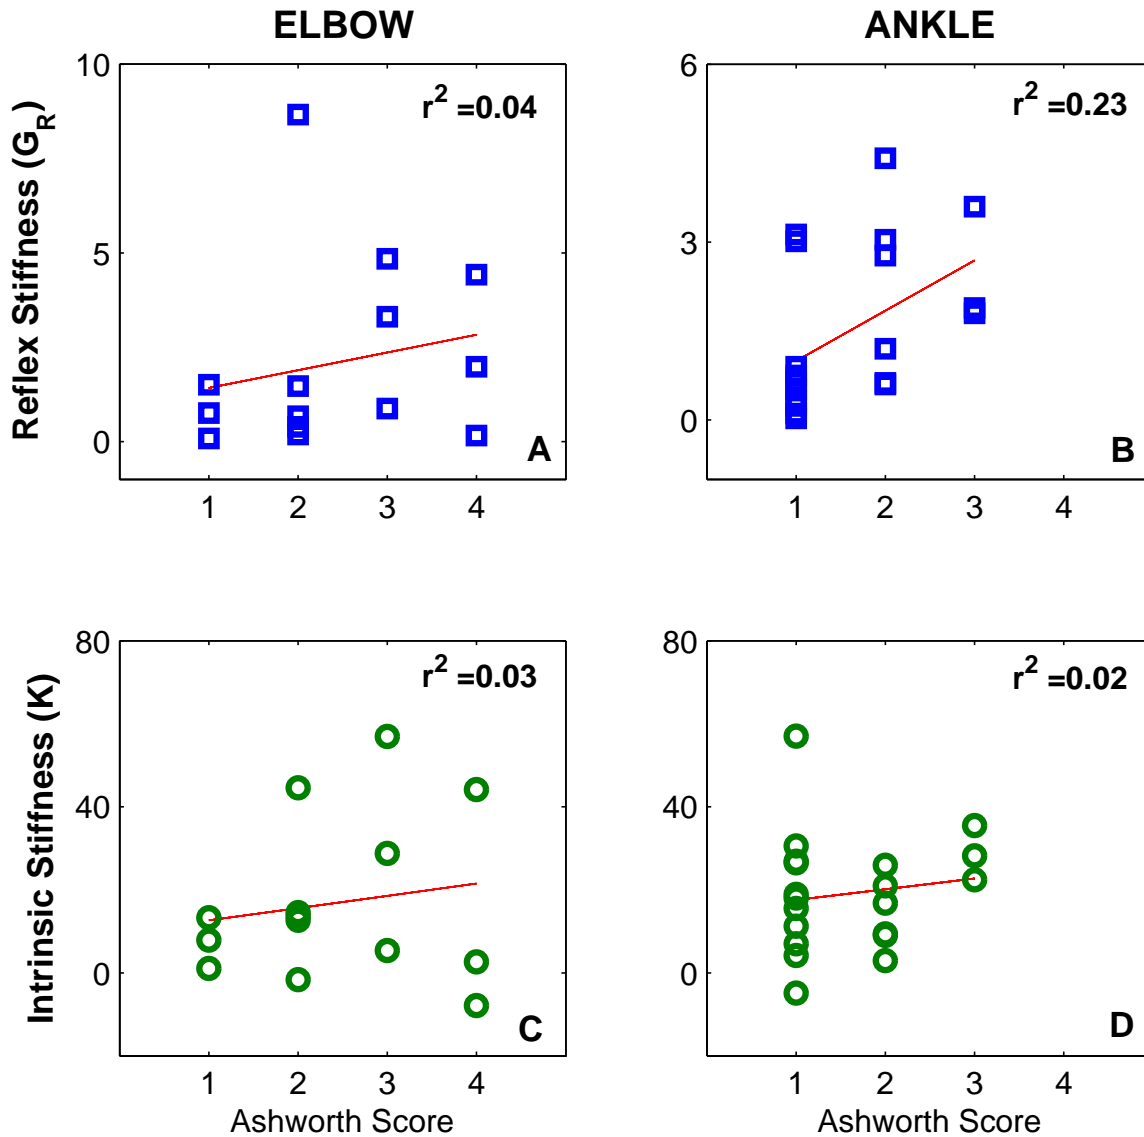 ELBOW
ANKLE
Reflex Stiffness (G_R)
10
5
0
r² =0.04
A
1 2 3 4
6
3
0
r² =0.23
B
1 2 3 4
Intrinsic Stiffness (K)
80
40
0
r² =0.03
C
1 2 3 4
Ashworth Score
80
40
0
r² =0.02
D
1 2 3 4
Ashworth Score